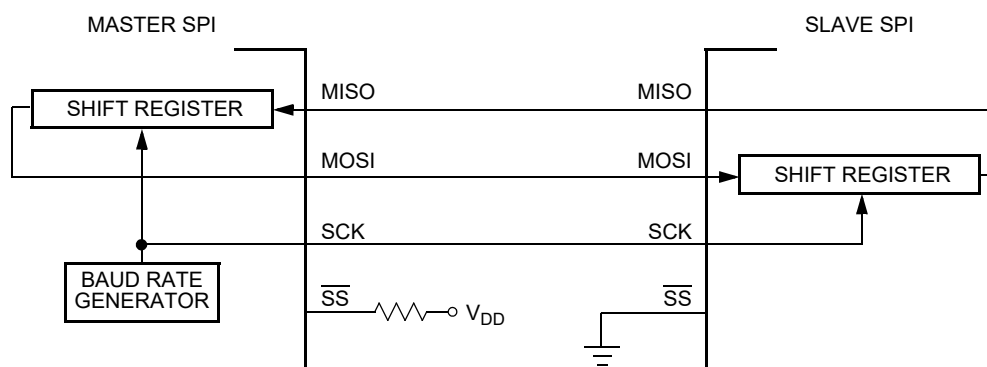 MASTER SPI
SLAVE SPI
MISO
MISO
SHIFT REGISTER
MOSI
MOSI
SHIFT REGISTER
SCK
SCK
BAUD RATE
GENERATOR
SS
VDD
SS